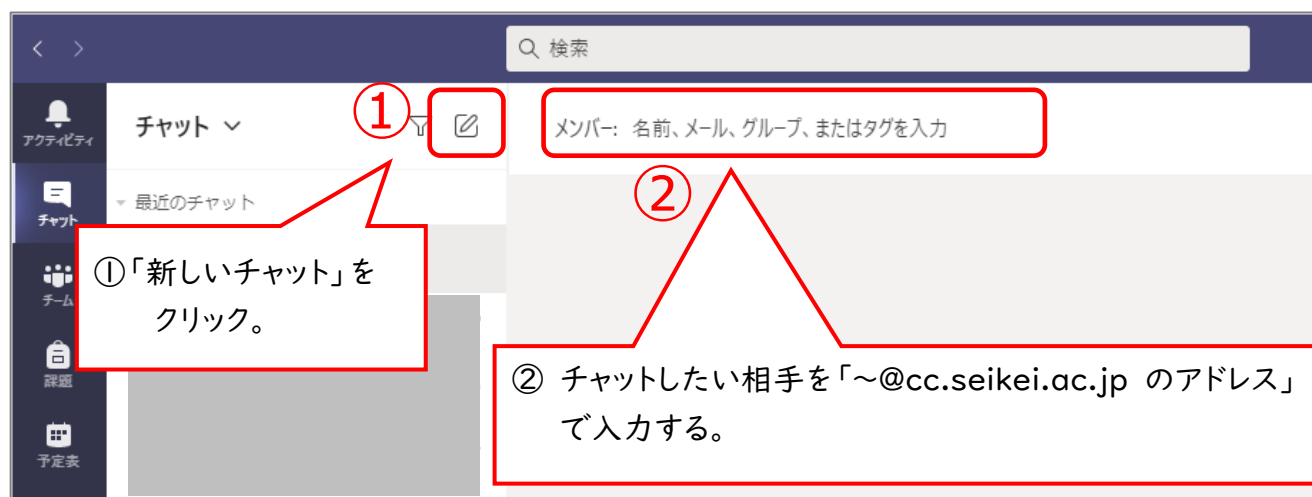 検索
アクティビティ
チャット
①
メンバー: 名前、メール、グループ、またはタグを入力
チャット
最近のチャット
②
①「新しいチャット」を
クリック。
チーム
課題
② チャットしたい相手を「～@cc.seikei.ac.jp のアドレス」
で入力する。
予定表